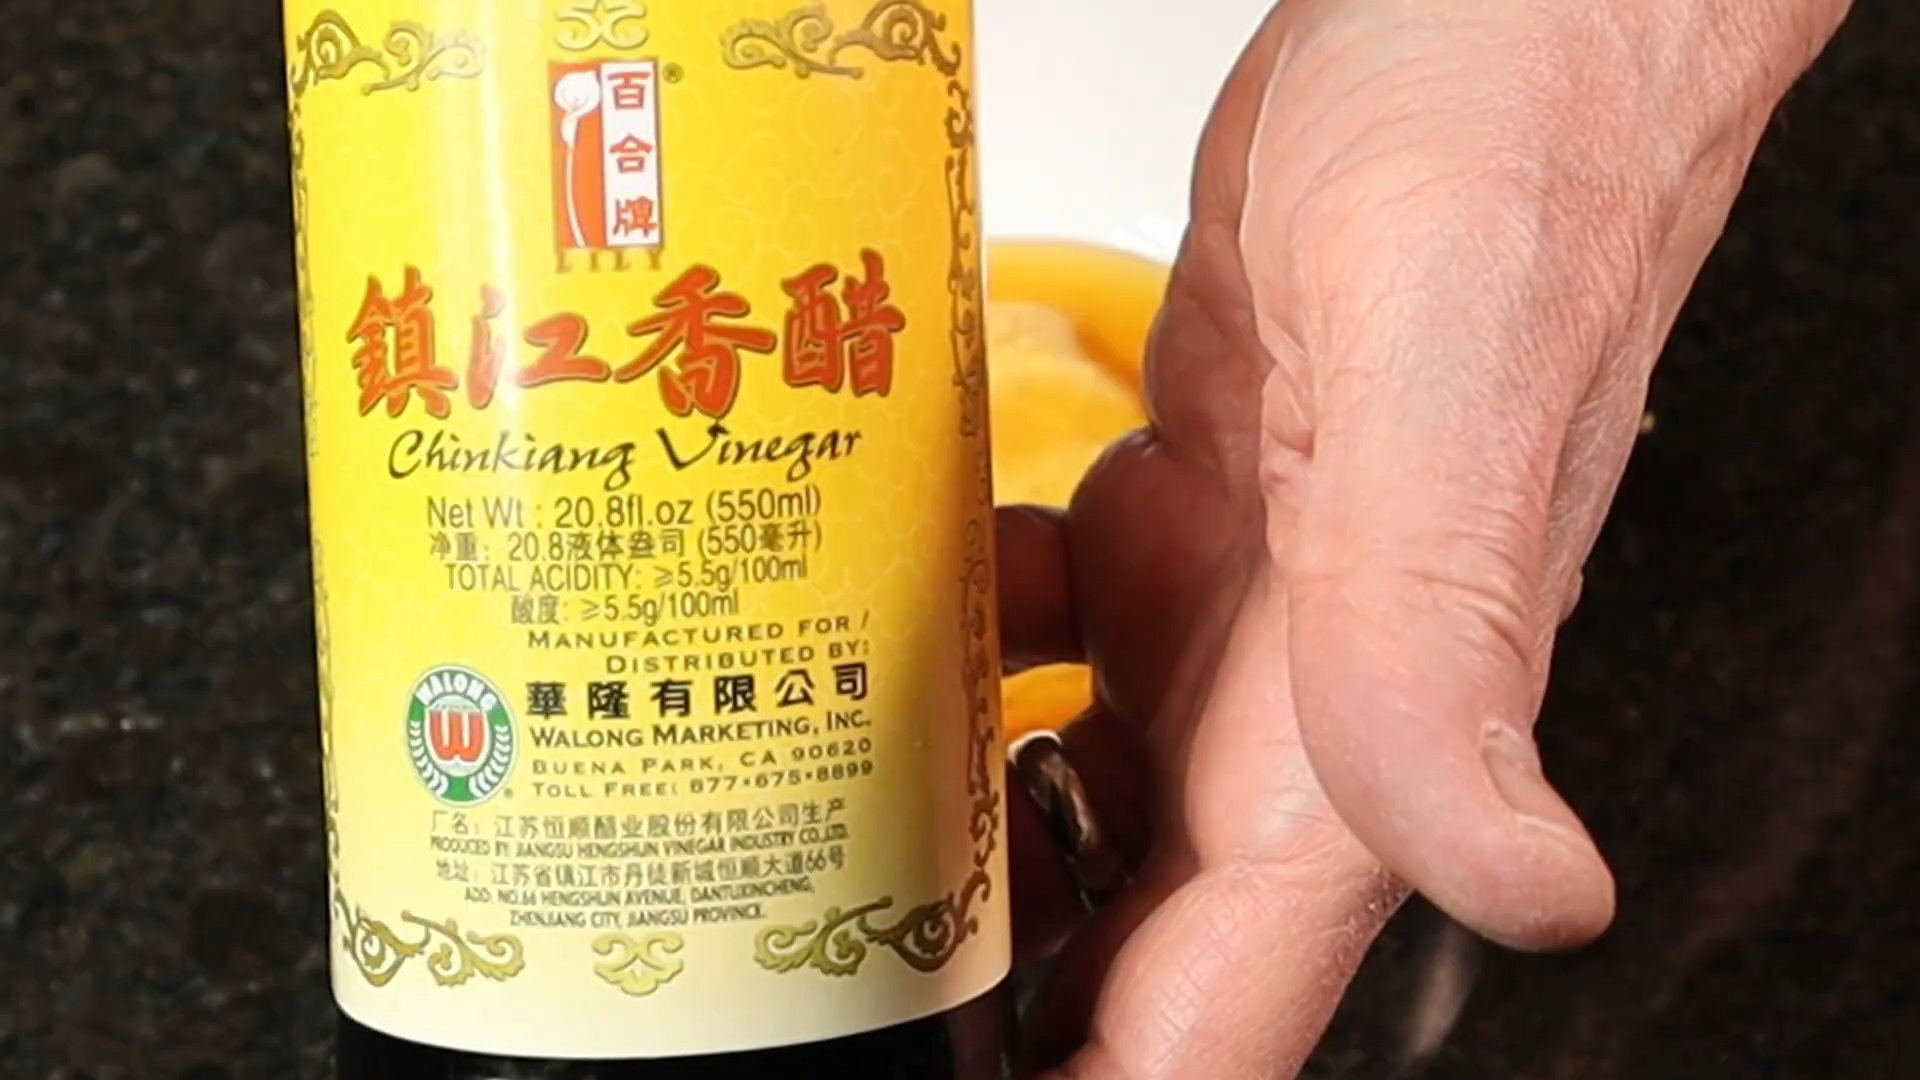 百合牌®
LILY
鎮江香醋
Chinkiang Vinegar
Net Wt : 20.8fl.oz (550ml)
净重: 20.8液体盎司 (550毫升)
TOTAL ACIDITY: ≥5.5g/100ml
酸度: ≥5.5g/100ml
MANUFACTURED FOR /
DISTRIBUTED BY:
WALONG
W
華隆有限公司
WALONG MARKETING, INC.
BUENA PARK, CA 90620
TOLL FREE: 877•675•8899
厂名: 江苏恒顺醋业股份有限公司生产
PRODUCED BY: JIANGSU HENGSHUN VINEGAR INDUSTRY CO.,LTD.
地址: 江苏省镇江市丹徒新城恒顺大道66号
ADD: NO.66 HENGSHUN AVENUE, DANTUXINCHENG,
ZHENJIANG CITY, JIANGSU PROVINCE.